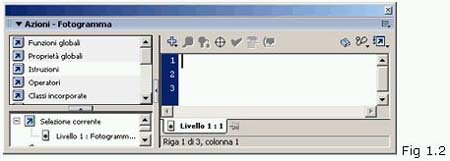 Azioni - Fotogramma
Funzioni globali
Proprietà globali
Istruzioni
Operatori
Classi incorporate
Selezione corrente
Livello 1 : Fotogramm...
1
2
3
Livello 1 : 1
Riga 1 di 3, colonna 1
Fig 1.2